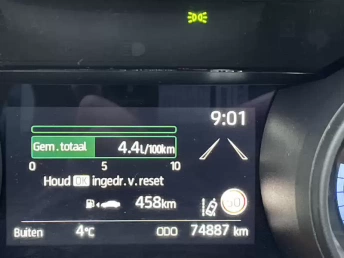 9:01
Gem. totaal 4.4L/100km
0 5 10
Houd OK ingedr. v. reset
458km
Buiten 4°C ODO 74887 km